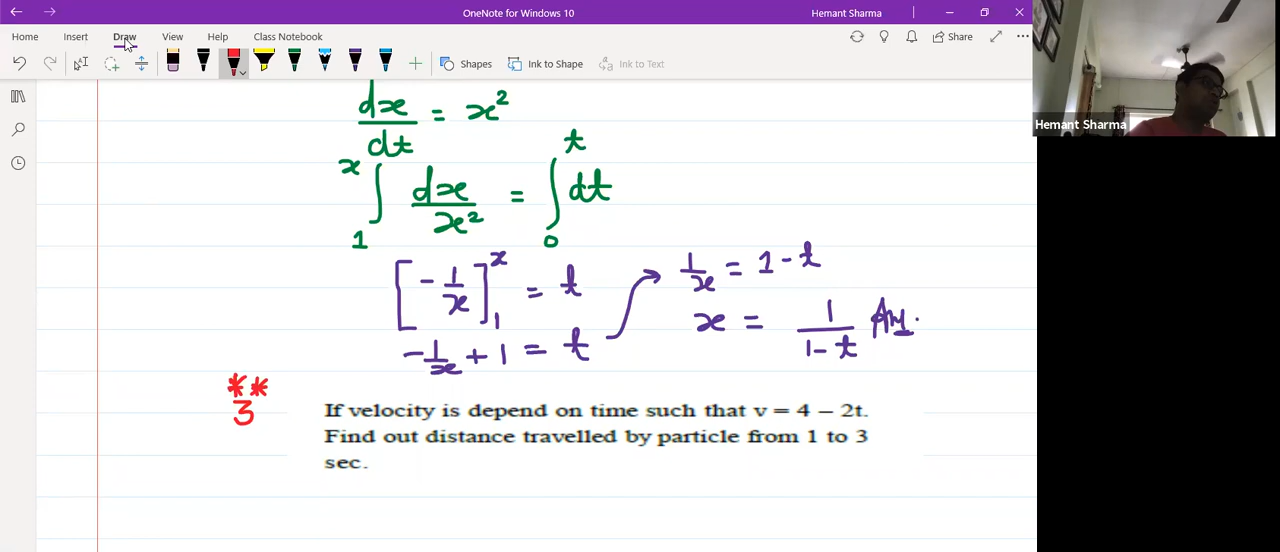 OneNote for Windows 10
Hemant Sharma
Home Insert Draw View Help Class Notebook
Share
Shapes Ink to Shape Ink to Text
Hemant Sharma
dx/dt = x²
∫₁ˣ dx/x² = ∫₀ᵗ dt
[-1/x]₁ˣ = t
-1/x + 1 = t
1/x = 1 - t
x = 1/(1 - t) Ans.
**
3
If velocity is depend on time such that v = 4 – 2t.
Find out distance travelled by particle from 1 to 3
sec.